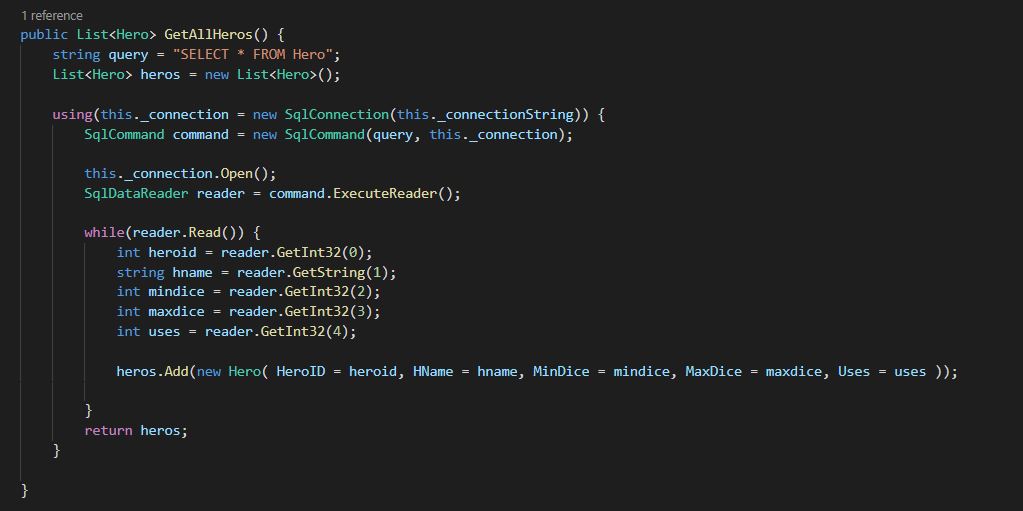 1 reference
public List<Hero> GetAllHeros() {
    string query = "SELECT * FROM Hero";
    List<Hero> heros = new List<Hero>();
    using(this._connection = new SqlConnection(this._connectionString)) {
        SqlCommand command = new SqlCommand(query, this._connection);
        this._connection.Open();
        SqlDataReader reader = command.ExecuteReader();
        while(reader.Read()) {
            int heroid = reader.GetInt32(0);
            string hname = reader.GetString(1);
            int mindice = reader.GetInt32(2);
            int maxdice = reader.GetInt32(3);
            int uses = reader.GetInt32(4);
            heros.Add(new Hero( HeroID = heroid, HName = hname, MinDice = mindice, MaxDice = maxdice, Uses = uses ));
        }
        return heros;
    }
}